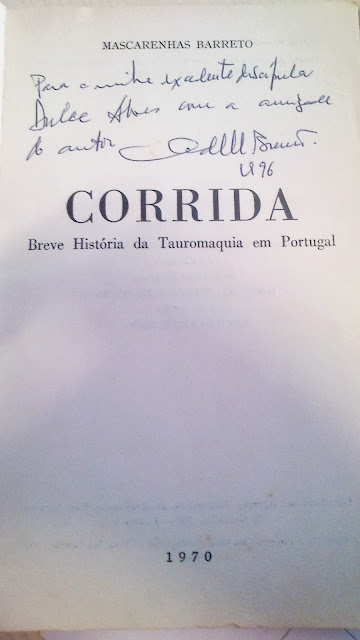 MASCARENHAS BARRETO
Para a minha excelente discípula
Dulce Alves com a amizade
do autor
96
CORRIDA
Breve História da Tauromaquia em Portugal
1970